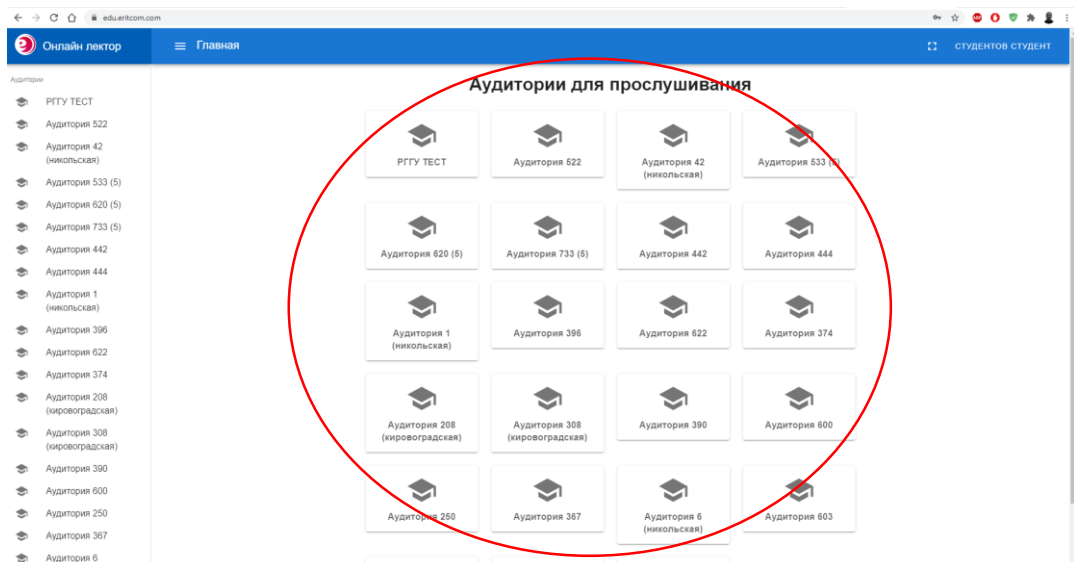 edu.eritcom.com
Онлайн лектор
Главная
СТУДЕНТОВ СТУДЕНТ
Аудитории
РГГУ ТЕСТ
Аудитория 522
Аудитория 42
(никольская)
Аудитория 533 (5)
Аудитория 620 (5)
Аудитория 733 (5)
Аудитория 442
Аудитория 444
Аудитория 1
(никольская)
Аудитория 396
Аудитория 622
Аудитория 374
Аудитория 208
(кировоградская)
Аудитория 308
(кировоградская)
Аудитория 390
Аудитория 600
Аудитория 250
Аудитория 367
Аудитория 6
Аудитории для прослушивания
РГГУ ТЕСТ
Аудитория 522
Аудитория 42
(никольская)
Аудитория 533 (5)
Аудитория 620 (5)
Аудитория 733 (5)
Аудитория 442
Аудитория 444
Аудитория 1
(никольская)
Аудитория 396
Аудитория 622
Аудитория 374
Аудитория 208
(кировоградская)
Аудитория 308
(кировоградская)
Аудитория 390
Аудитория 600
Аудитория 250
Аудитория 367
Аудитория 6
(никольская)
Аудитория 603